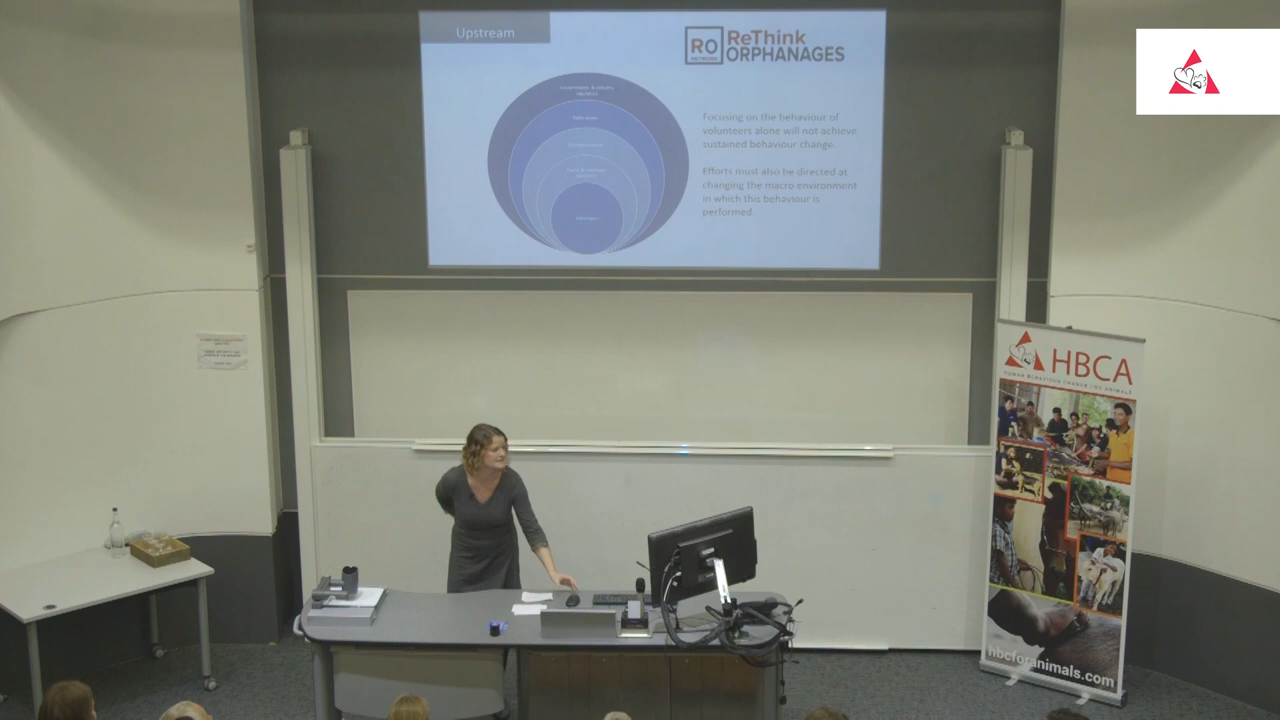 Upstream
RO
NETWORK
ReThink
ORPHANAGES
Focusing on the behaviour of
volunteers alone will not achieve
sustained behaviour change.
Efforts must also be directed at
changing the macro environment
in which this behaviour is
performed.
HBCA
HUMAN BEHAVIOUR CHANGE FOR ANIMALS
hbcforanimals.com